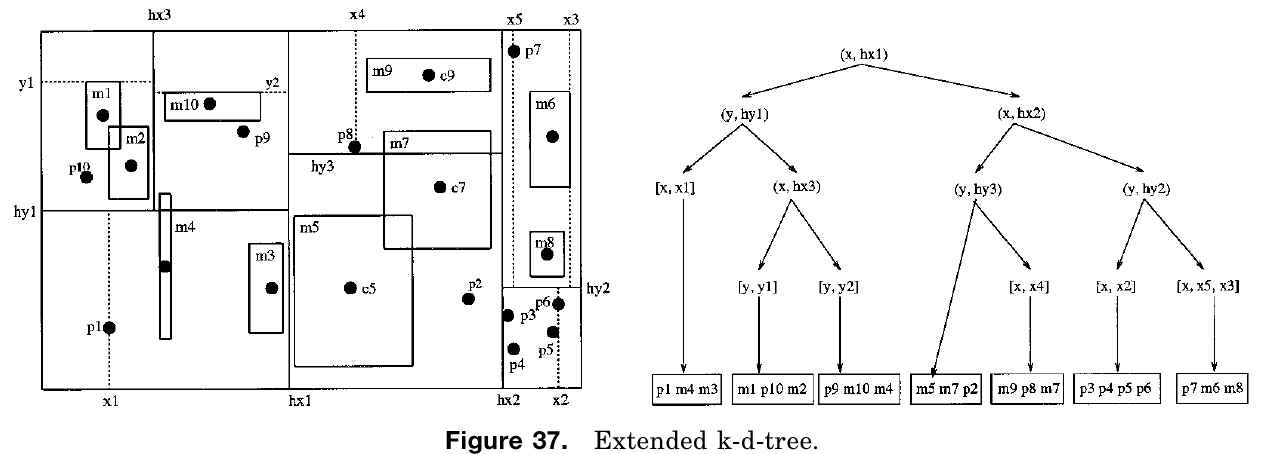 hx3
x4
x5
x3
p7
y1
y2
m9
c9
m1
m10
m6
m2
p9
p8
m7
p10
hy3
c7
hy1
m4
m5
m8
m3
c5
p2
hy2
p6
p3
p1
p5
p4
x1
hx1
hx2
x2
(x, hx1)
(y, hy1)
(x, hx2)
[x, x1]
(x, hx3)
(y, hy3)
(y, hy2)
[y, y1]
[y, y2]
[x, x4]
[x, x2]
[x, x5, x3]
p1 m4 m3
m1 p10 m2
p9 m10 m4
m5 m7 p2
m9 p8 m7
p3 p4 p5 p6
p7 m6 m8
Figure 37. Extended k-d-tree.